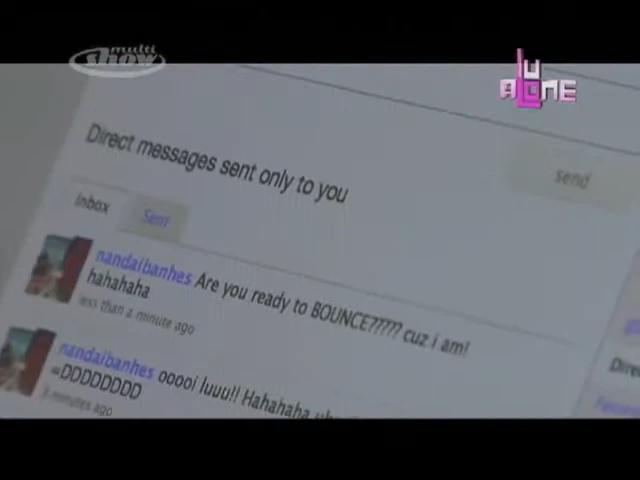 multi
show
LU
ALONE
Direct messages sent only to you
send
Inbox Sent
nandaibanhes Are you ready to BOUNCE????? cuz i am!
hahahaha
less than a minute ago
nandaibanhes ooooi luuu!! Hahahaha
=DDDDDDDD
3 minutes ago
Dire